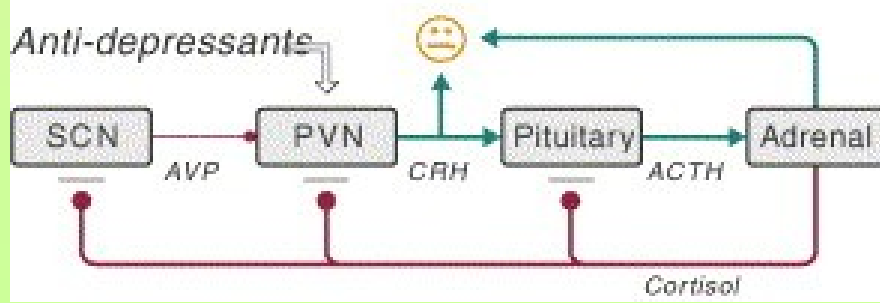 Anti-depressants
SCN
PVN
Pituitary
Adrenal
AVP
CRH
ACTH
Cortisol